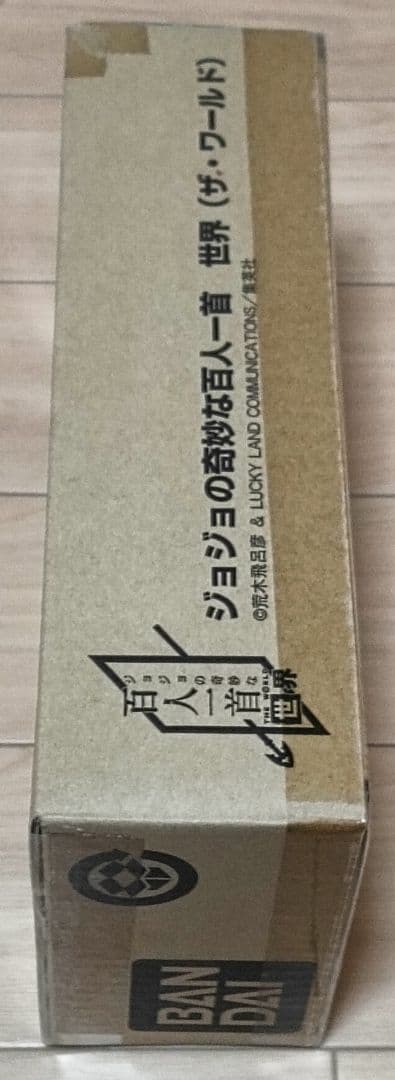 ジョジョの奇妙な百人一首　世界（ザ・ワールド）
©荒木飛呂彦 & LUCKY LAND COMMUNICATIONS/集英社
ジョジョの奇妙な
百人一首
THE WORLD
世界
BAN
DAI